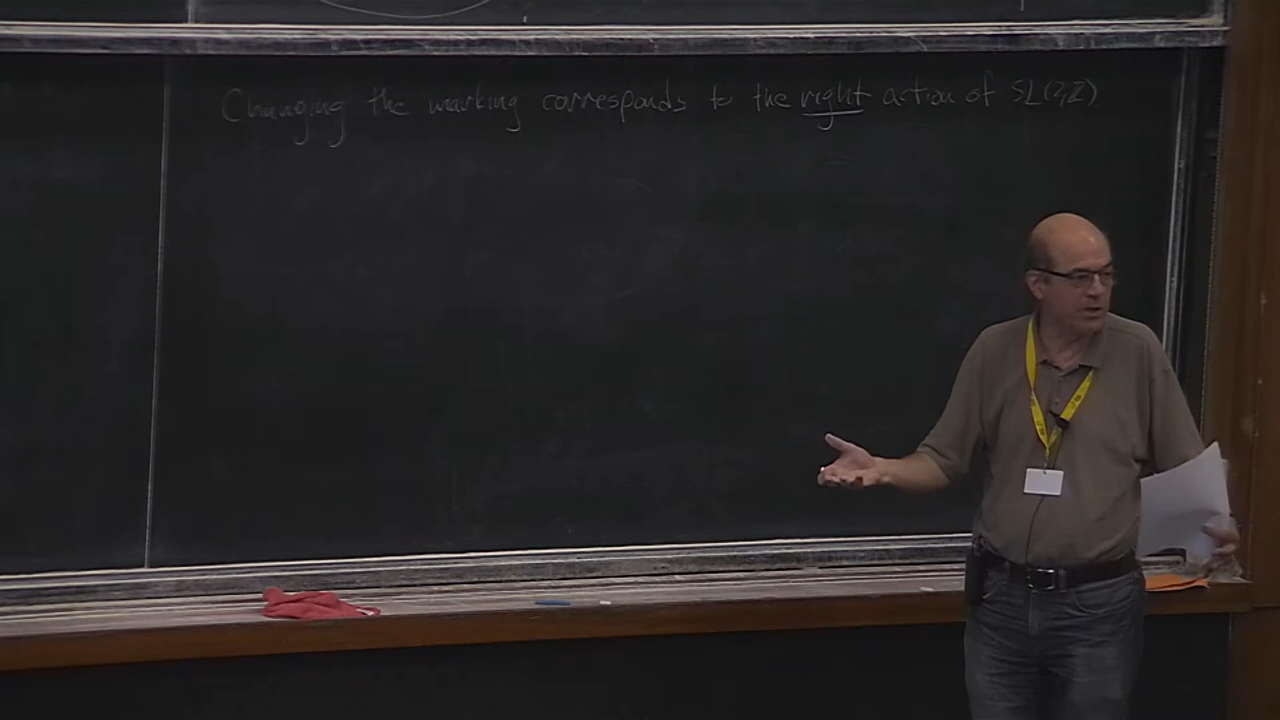 Changing the marking corresponds to the right action of SL(2,ℤ).